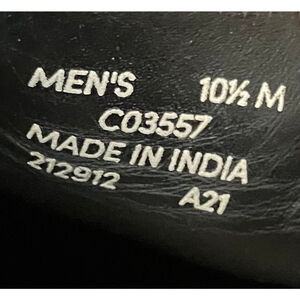 MEN'S 10½ M
C03557
MADE IN INDIA
212912 A21